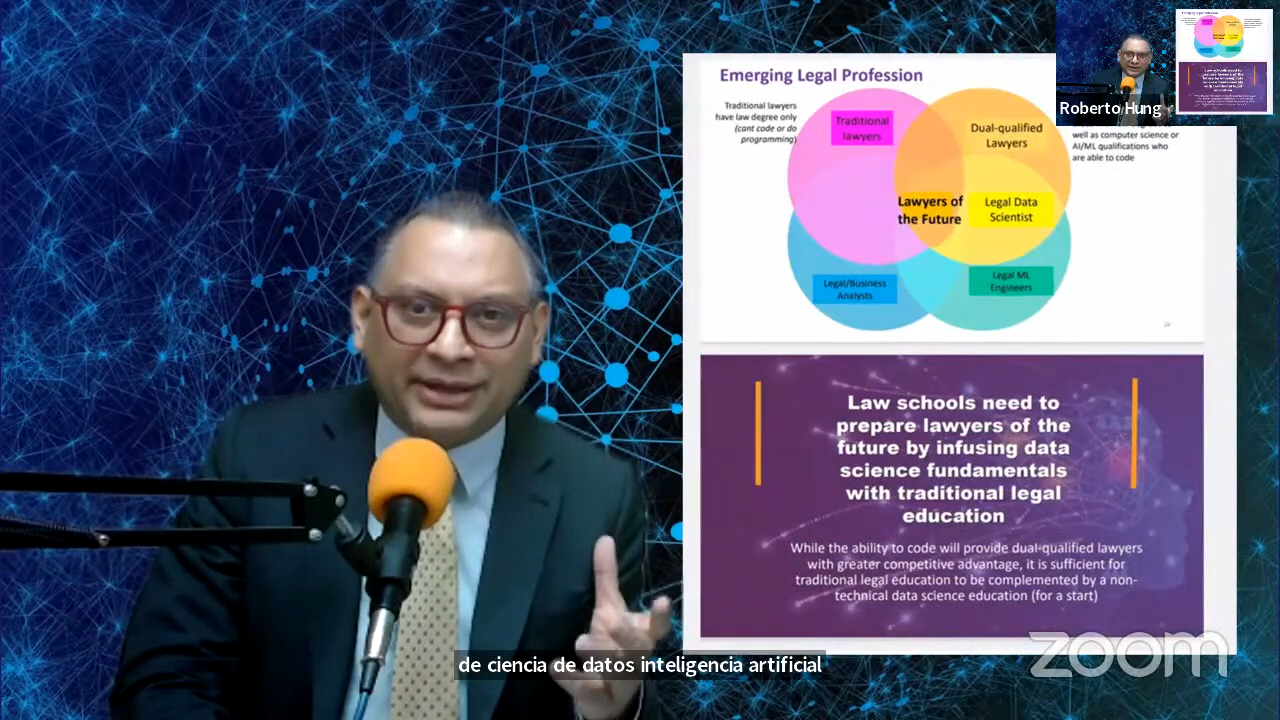 Emerging Legal Profession
Traditional lawyers
have law degree only
(cant code or do
programming)
Traditional
lawyers
Dual-qualified
Lawyers
well as computer science or
AI/ML qualifications who
are able to code
Lawyers of
the Future
Legal Data
Scientist
Legal/Business
Analysts
Legal ML
Engineers
Law schools need to
prepare lawyers of the
future by infusing data
science fundamentals
with traditional legal
education
While the ability to code will provide dual-qualified lawyers
with greater competitive advantage, it is sufficient for
traditional legal education to be complemented by a non-
technical data science education (for a start)
Roberto Hung
de ciencia de datos inteligencia artificial
zoom